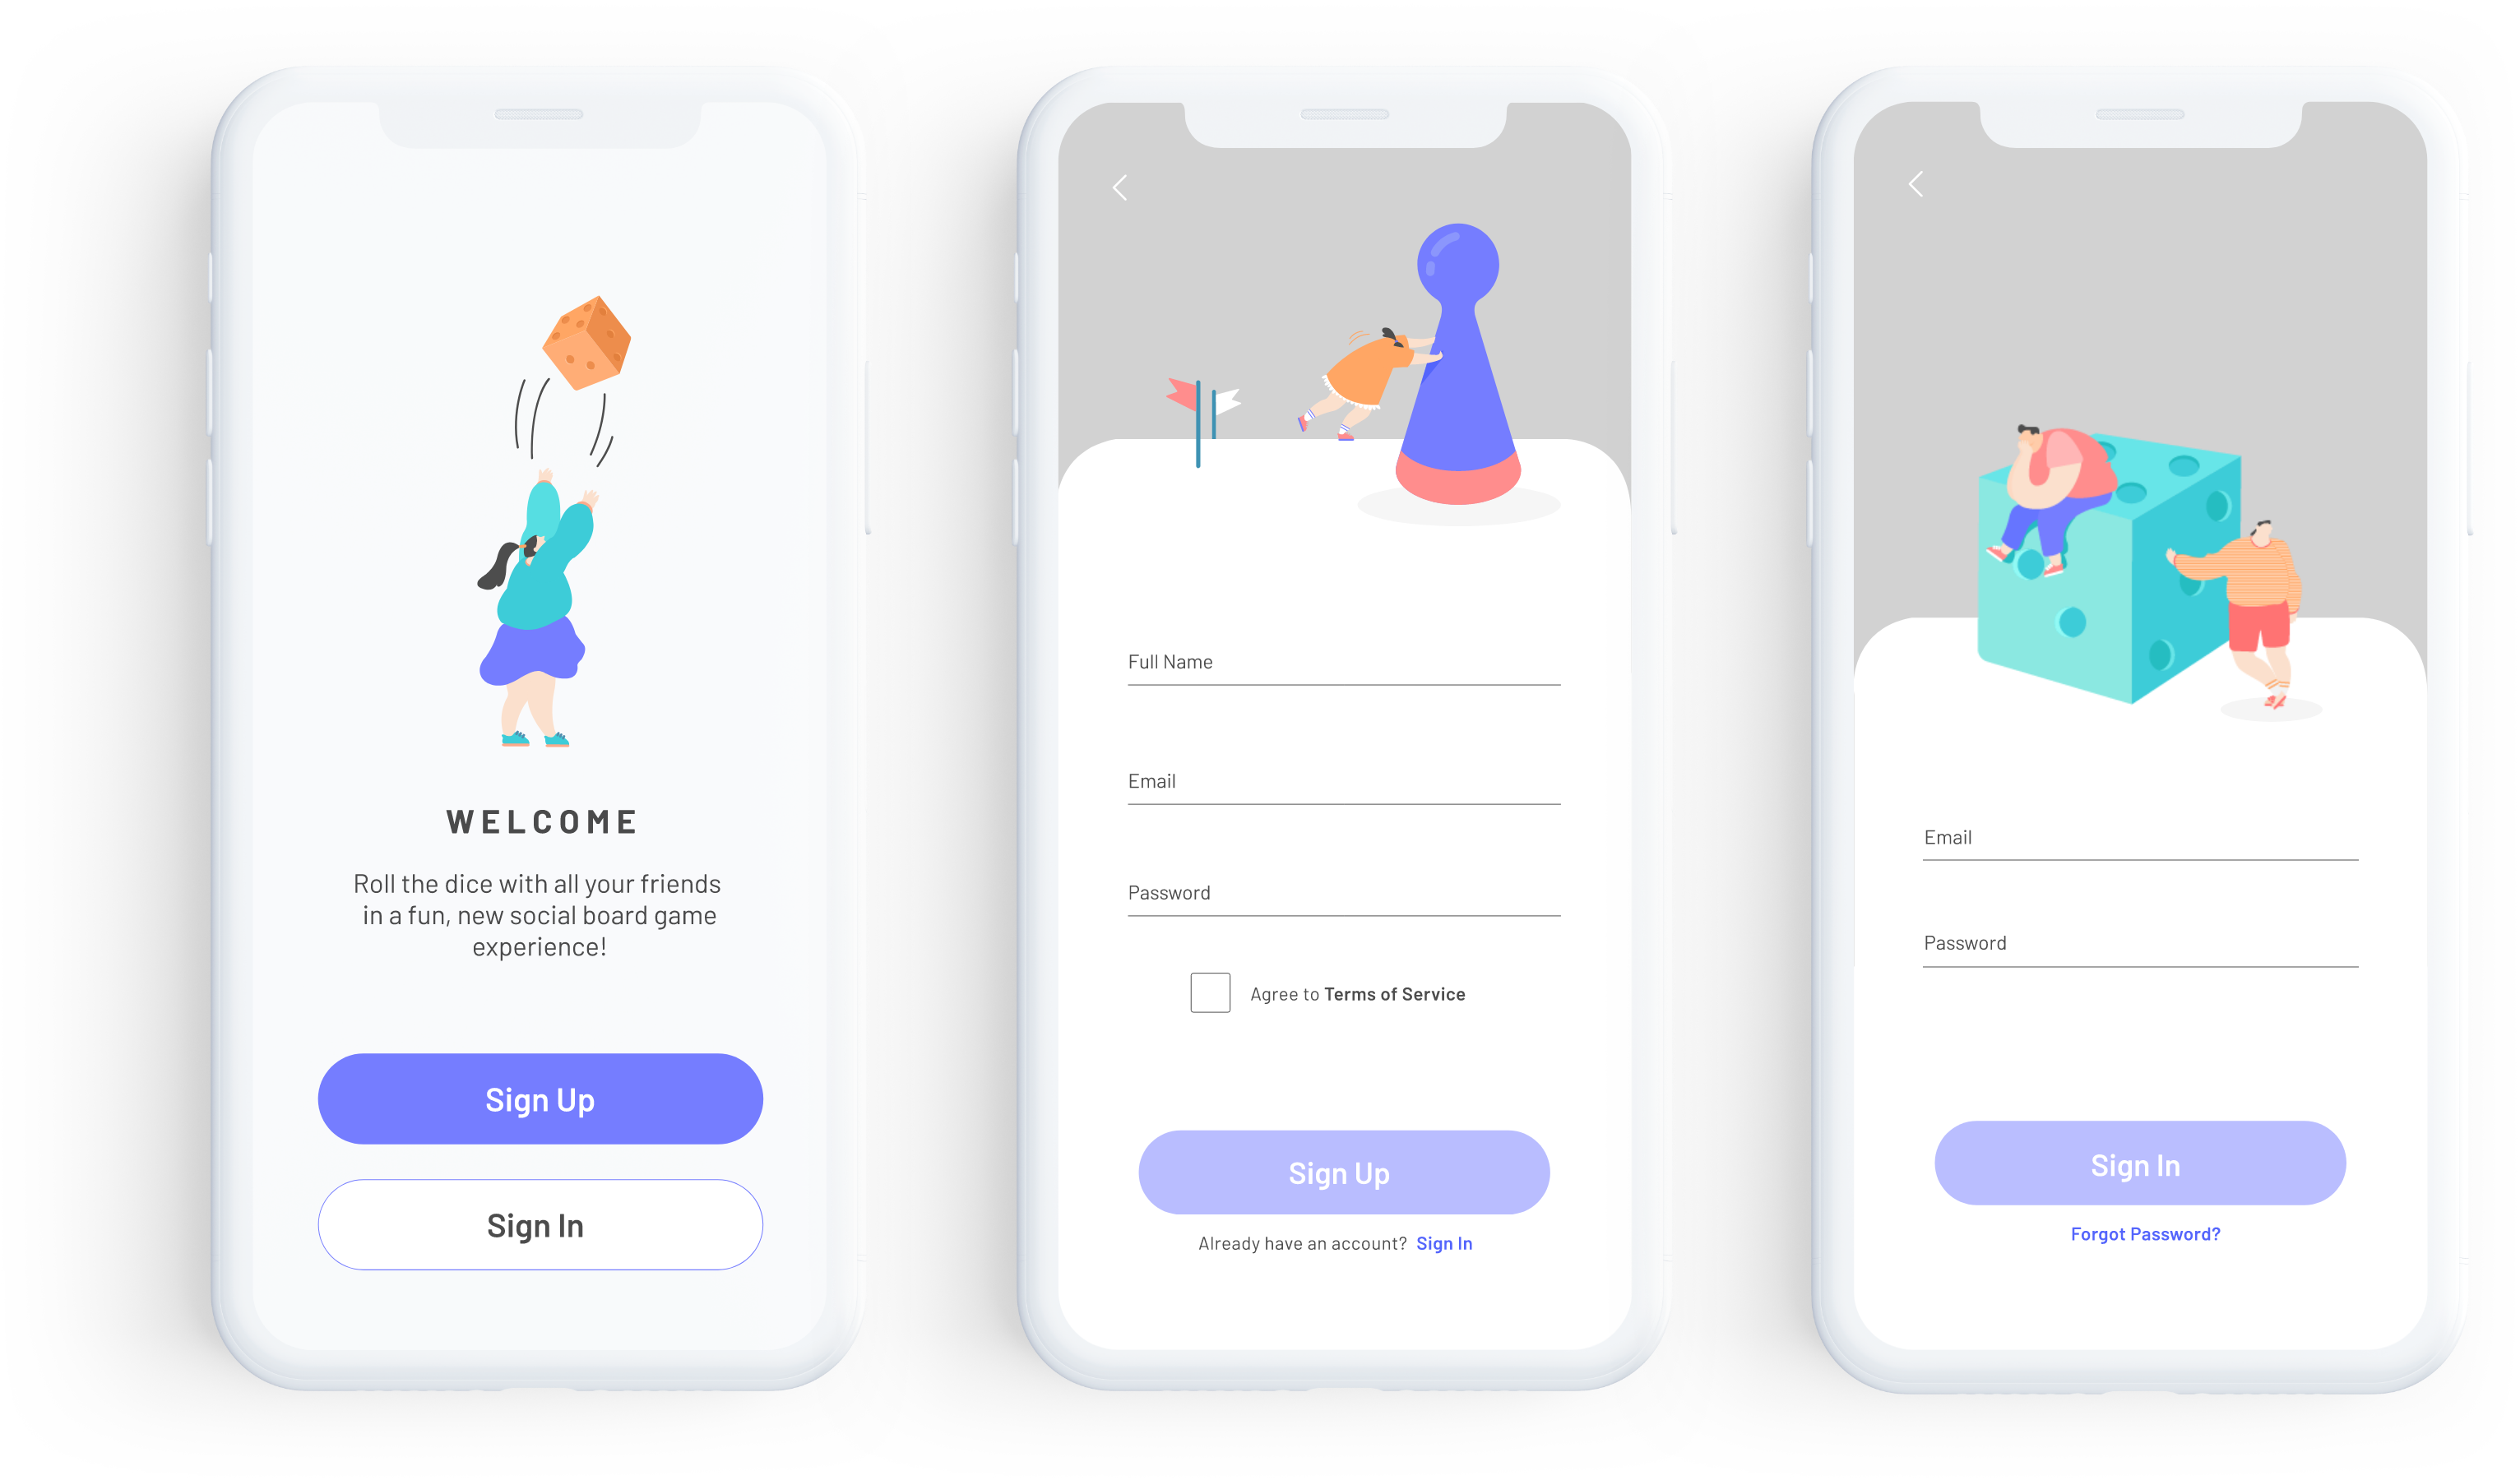 WELCOME
Roll the dice with all your friends
in a fun, new social board game
experience!
Sign Up
Sign In
Full Name
Email
Password
Agree to Terms of Service
Sign Up
Already have an account? Sign In
Email
Password
Sign In
Forgot Password?